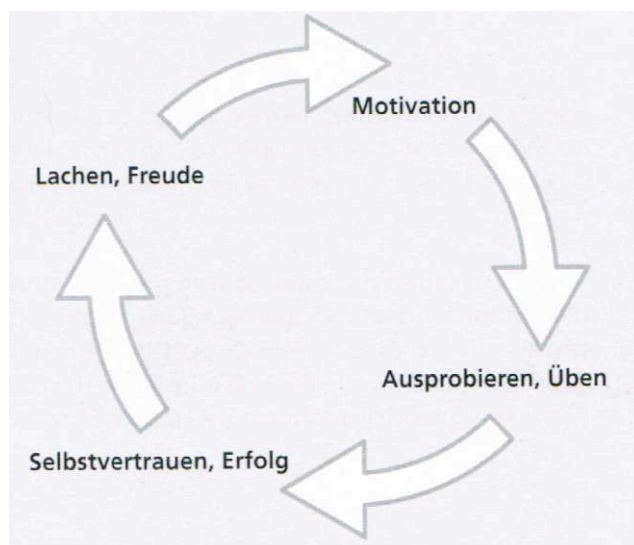 Motivation
Lachen, Freude
Ausprobieren, Üben
Selbstvertrauen, Erfolg